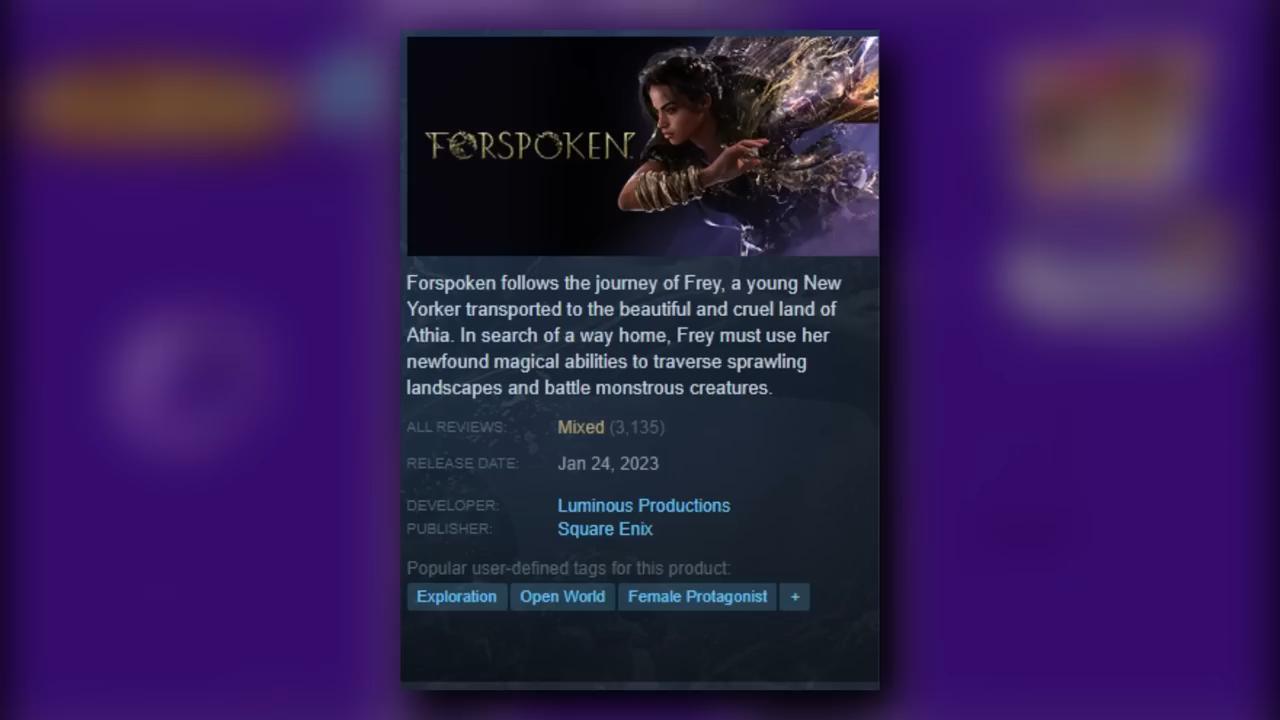 FORSPOKEN
Forspoken follows the journey of Frey, a young New
Yorker transported to the beautiful and cruel land of
Athia. In search of a way home, Frey must use her
newfound magical abilities to traverse sprawling
landscapes and battle monstrous creatures.
ALL REVIEWS: Mixed (3,135)
RELEASE DATE: Jan 24, 2023
DEVELOPER: Luminous Productions
PUBLISHER: Square Enix
Popular user-defined tags for this product:
Exploration Open World Female Protagonist +